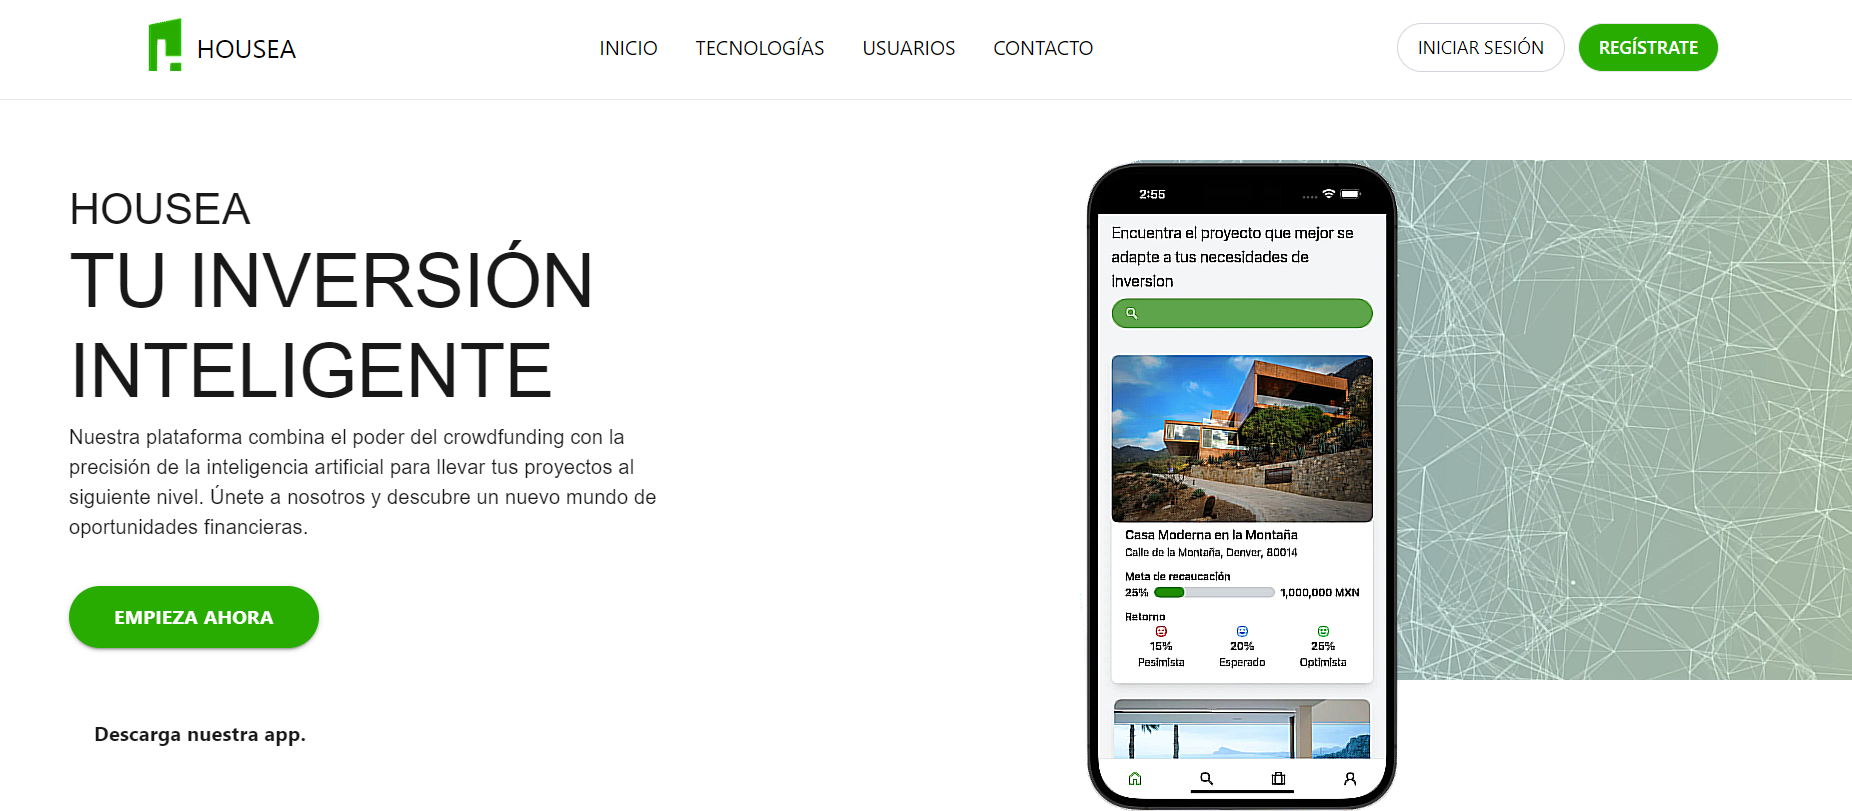 HOUSEA
INICIO
TECNOLOGÍAS
USUARIOS
CONTACTO
INICIAR SESIÓN
REGÍSTRATE
HOUSEA
TU INVERSIÓN
INTELIGENTE
Nuestra plataforma combina el poder del crowdfunding con la
precisión de la inteligencia artificial para llevar tus proyectos al
siguiente nivel. Únete a nosotros y descubre un nuevo mundo de
oportunidades financieras.
EMPIEZA AHORA
Descarga nuestra app.
2:55
Encuentra el proyecto que mejor se
adapte a tus necesidades de
inversion
Casa Moderna en la Montaña
Calle de la Montaña, Denver, 80014
Meta de recaucación
25% 1,000,000 MXN
Retorno
15% 20% 25%
Pesimista Esperado Optimista